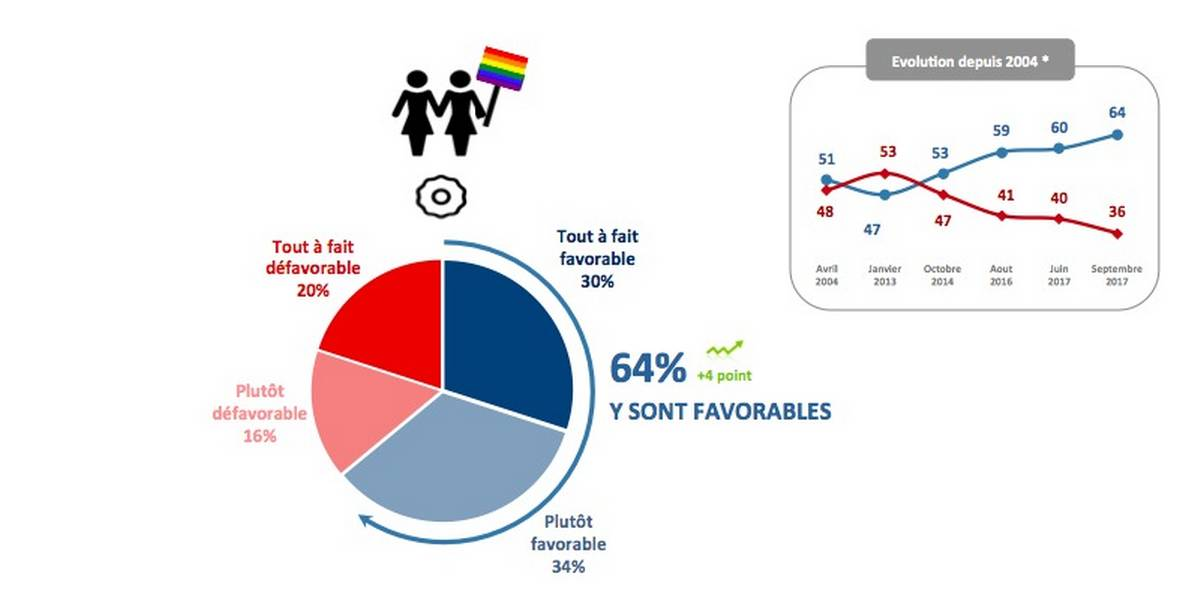 Evolution depuis 2004 *
51
53
53
59
60
64
48
47
47
41
40
36
Avril
2004
Janvier
2013
Octobre
2014
Aout
2016
Juin
2017
Septembre
2017
Tout à fait
favorable
30%
Tout à fait
défavorable
20%
64%
+4 point
Y SONT FAVORABLES
Plutôt
défavorable
16%
Plutôt
favorable
34%